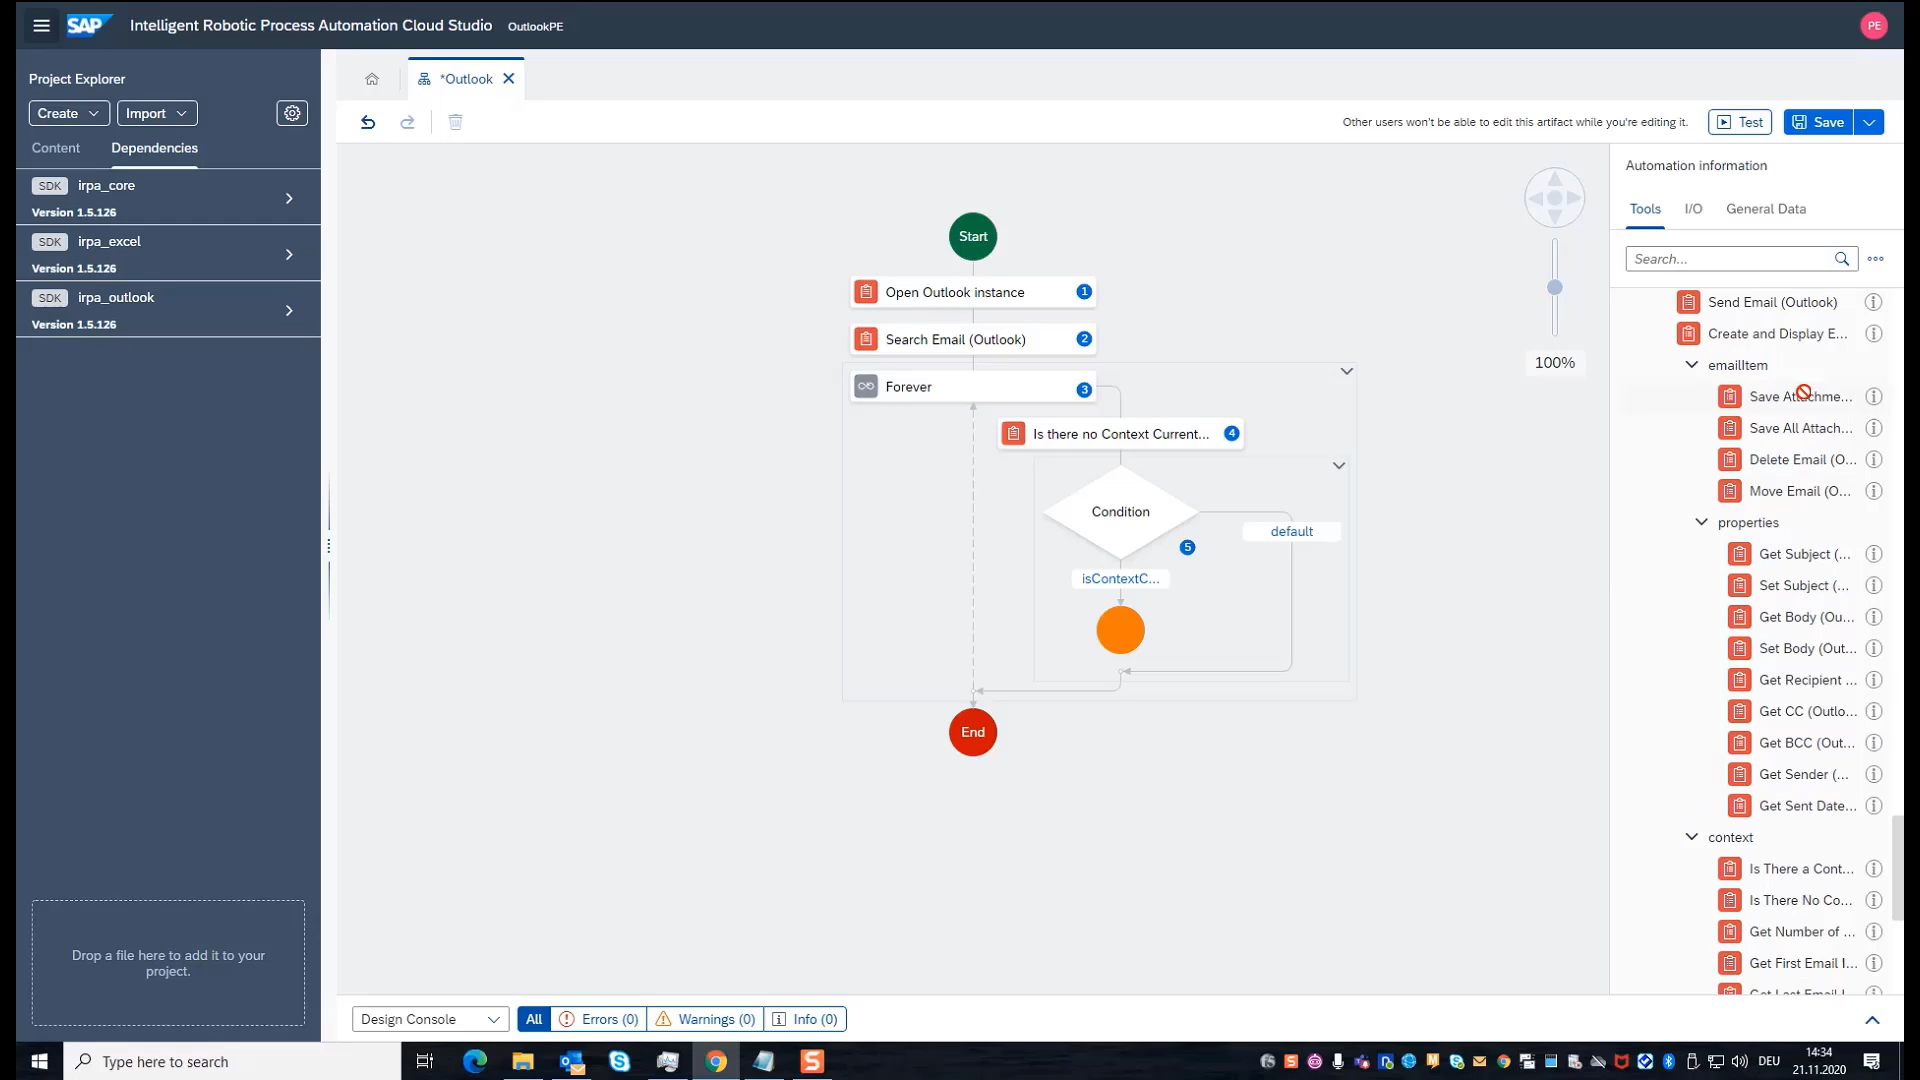 SAP Intelligent Robotic Process Automation Cloud Studio OutlookPE
PE
Project Explorer
Create
Import
Content
Dependencies
SDK irpa_core
Version 1.5.126
SDK irpa_excel
Version 1.5.126
SDK irpa_outlook
Version 1.5.126
Drop a file here to add it to your
project.
*Outlook
Other users won't be able to edit this artifact while you're editing it.
Test
Save
Start
Open Outlook instance 1
Search Email (Outlook) 2
Forever 3
Is there no Context Current... 4
Condition
5
default
isContextC...
End
100%
Automation information
Tools
I/O
General Data
Search...
Send Email (Outlook)
Create and Display E...
emailItem
Save Attachme...
Save All Attach...
Delete Email (O...
Move Email (O...
properties
Get Subject (...
Set Subject (...
Get Body (Ou...
Set Body (Out...
Get Recipient ...
Get CC (Outlo...
Get BCC (Out...
Get Sender (...
Get Sent Date...
context
Is There a Cont...
Is There No Co...
Get Number of ...
Get First Email I...
Get Last Email I...
Design Console
All
Errors (0)
Warnings (0)
Info (0)
Type here to search
DEU
14:34
21.11.2020